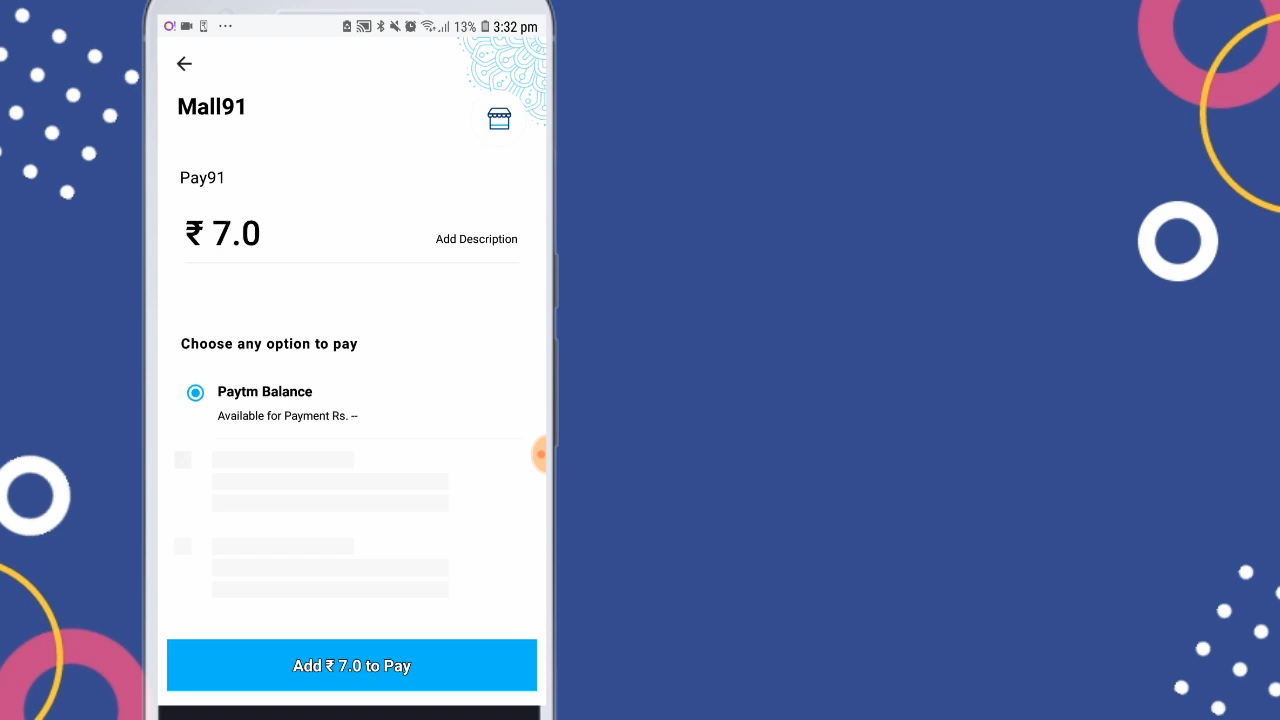 13% 3:32 pm
Mall91
Pay91
₹ 7.0
Add Description
Choose any option to pay
Paytm Balance
Available for Payment Rs. --
Add ₹ 7.0 to Pay